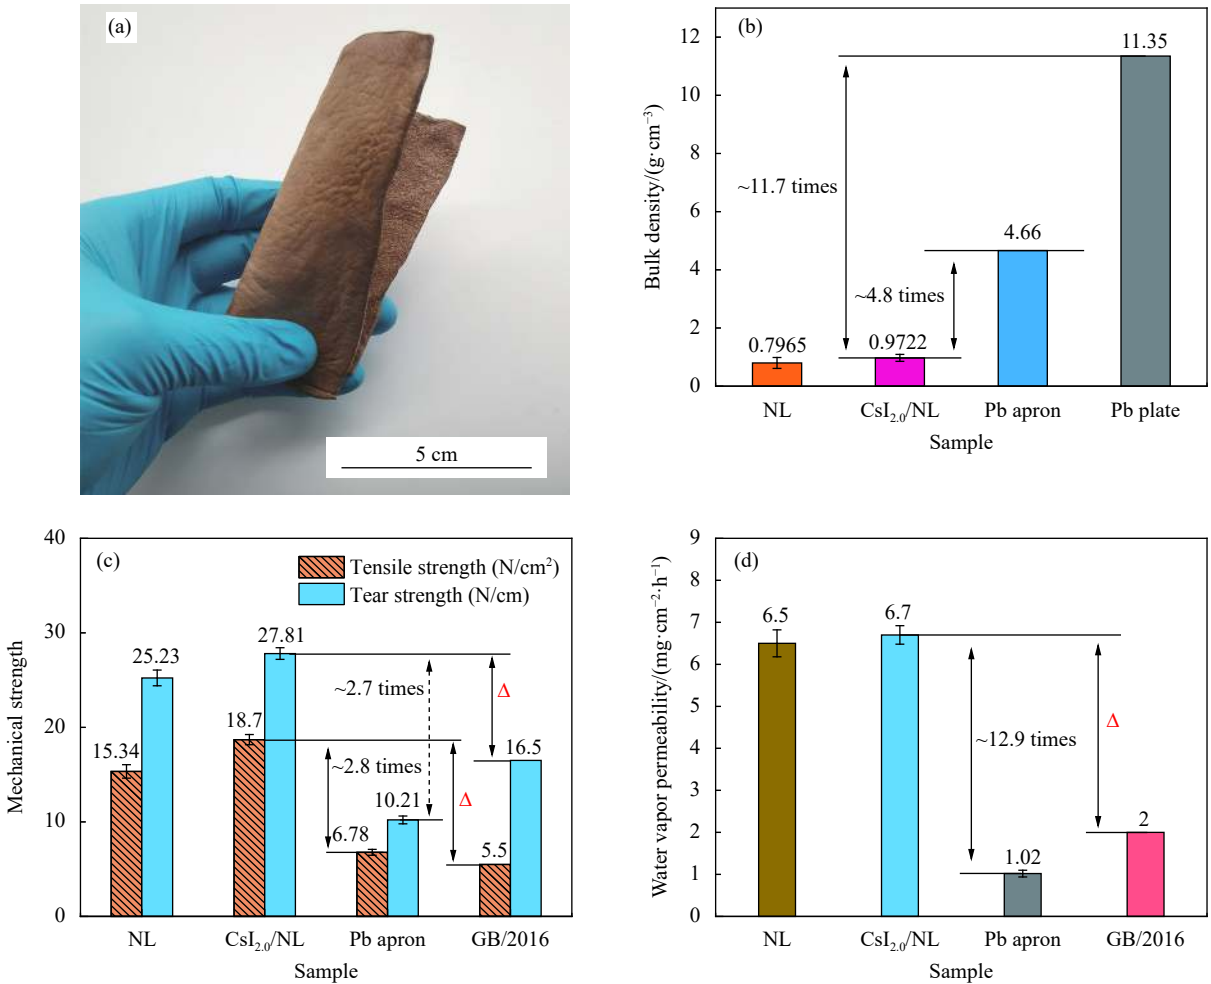 (a)
5 cm
(b)
Bulk density/(g·cm⁻³)
12
10
8
6
4
2
0
11.35
~11.7 times
4.66
~4.8 times
0.7965
0.9722
NL
CsI₂.₀/NL
Pb apron
Pb plate
Sample
(c)
Mechanical strength
40
30
20
10
0
Tensile strength (N/cm²)
Tear strength (N/cm)
27.81
25.23
~2.7 times
Δ
18.7
16.5
15.34
~2.8 times
10.21
Δ
6.78
5.5
NL
CsI₂.₀/NL
Pb apron
GB/2016
Sample
(d)
Water vapor permeability/(mg·cm⁻²·h⁻¹)
9
8
7
6
5
4
3
2
1
0
6.5
6.7
~12.9 times
Δ
2
1.02
NL
CsI₂.₀/NL
Pb apron
GB/2016
Sample